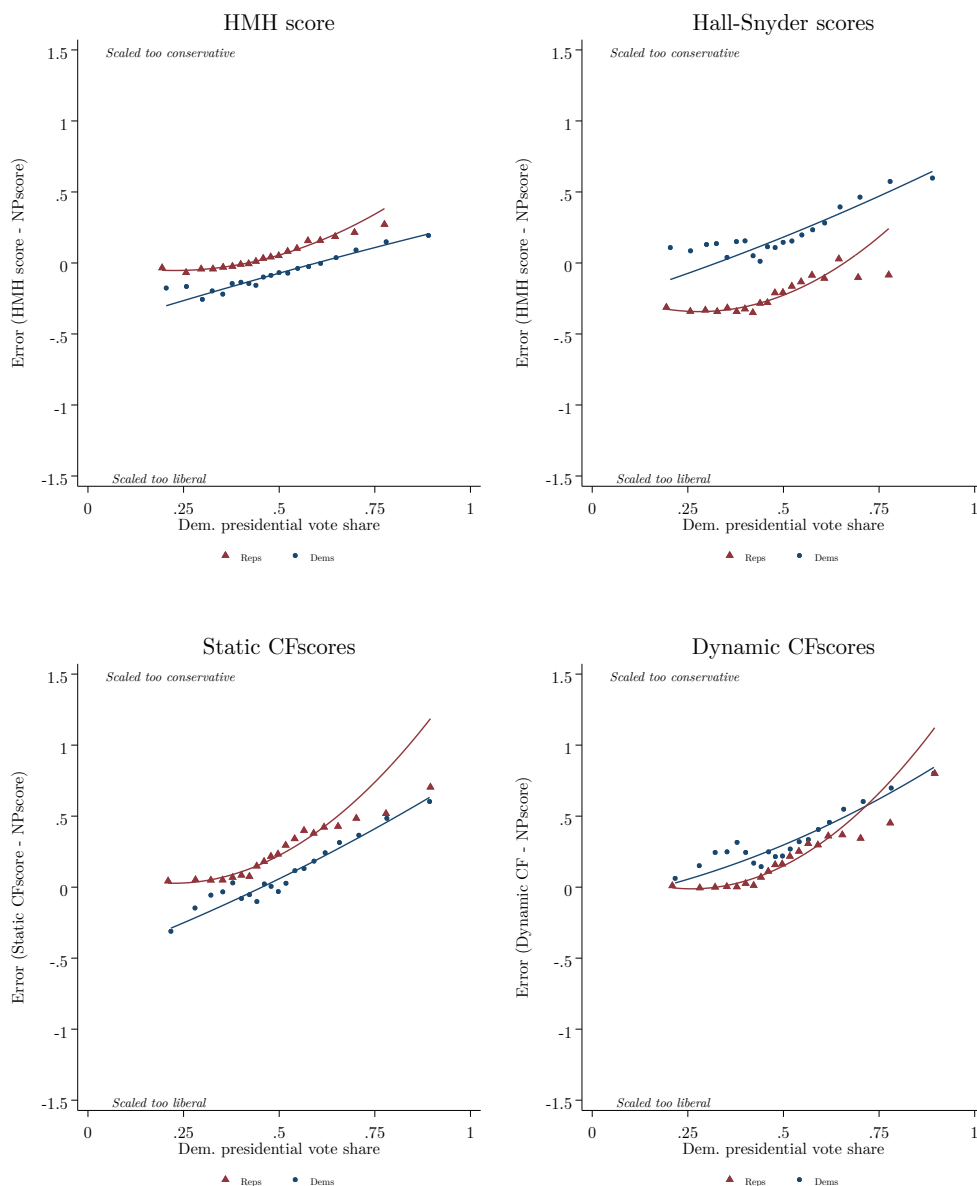 HMH score
Scaled too conservative
Error (HMH score - NPscore)
1.5
1
.5
0
-.5
-1
-1.5
Scaled too liberal
0 .25 .5 .75 1
Dem. presidential vote share
Reps Dems
Hall-Snyder scores
Scaled too conservative
Error (HMH score - NPscore)
1.5
1
.5
0
-.5
-1
-1.5
Scaled too liberal
0 .25 .5 .75 1
Dem. presidential vote share
Reps Dems
Static CFscores
Scaled too conservative
Error (Static CFscore - NPscore)
1.5
1
.5
0
-.5
-1
-1.5
Scaled too liberal
0 .25 .5 .75 1
Dem. presidential vote share
Reps Dems
Dynamic CFscores
Scaled too conservative
Error (Dynamic CF - NPscore)
1.5
1
.5
0
-.5
-1
-1.5
Scaled too liberal
0 .25 .5 .75 1
Dem. presidential vote share
Reps Dems